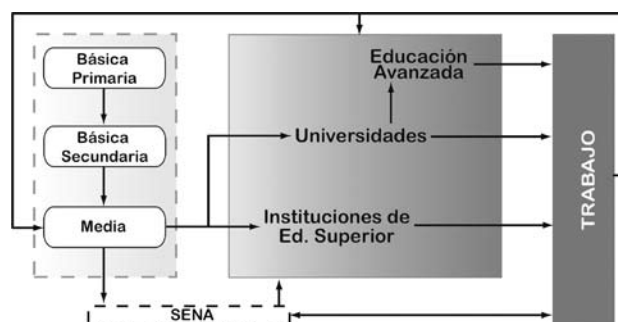 Básica
Primaria
Básica
Secundaria
Media
Educación
Avanzada
Universidades
Instituciones de
Ed. Superior
TRABAJO
SENA